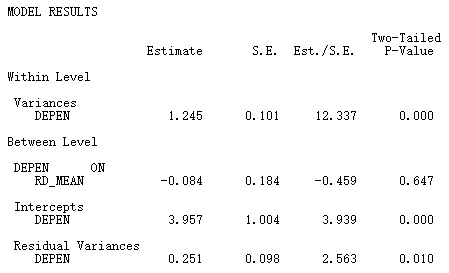 MODEL RESULTS
Two-Tailed
Estimate S.E. Est./S.E. P-Value
Within Level
Variances
DEPEN 1.245 0.101 12.337 0.000
Between Level
DEPEN ON
RD_MEAN -0.084 0.184 -0.459 0.647
Intercepts
DEPEN 3.957 1.004 3.939 0.000
Residual Variances
DEPEN 0.251 0.098 2.563 0.010